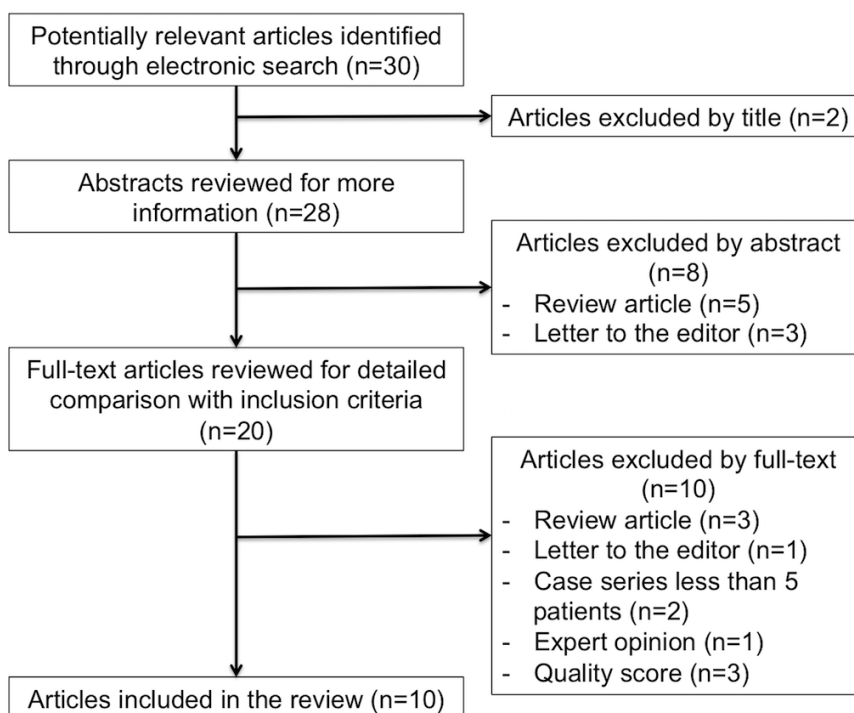 Potentially relevant articles identified
through electronic search (n=30)
Articles excluded by title (n=2)
Abstracts reviewed for more
information (n=28)
Articles excluded by abstract
(n=8)
- Review article (n=5)
- Letter to the editor (n=3)
Full-text articles reviewed for detailed
comparison with inclusion criteria
(n=20)
Articles excluded by full-text
(n=10)
- Review article (n=3)
- Letter to the editor (n=1)
- Case series less than 5
patients (n=2)
- Expert opinion (n=1)
- Quality score (n=3)
Articles included in the review (n=10)